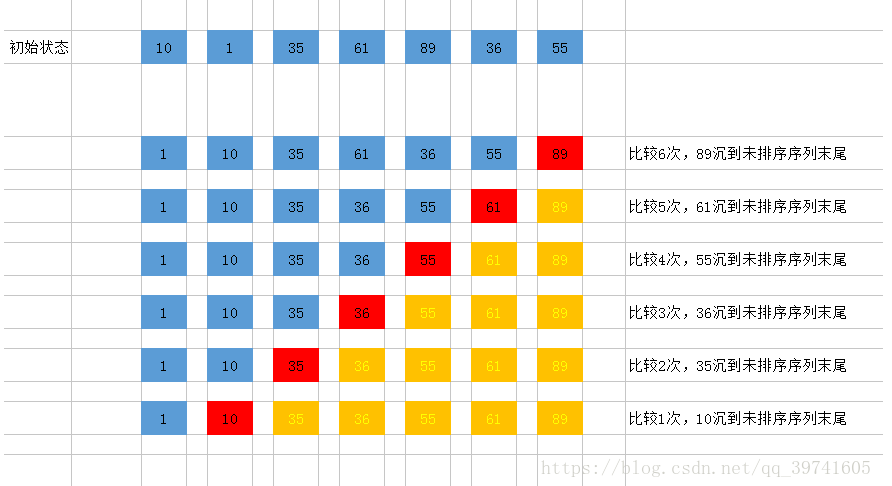 初始状态 10 1 35 61 89 36 55
1 10 35 61 36 55 89 比较6次，89沉到未排序序列末尾
1 10 35 36 55 61 89 比较5次，61沉到未排序序列末尾
1 10 35 36 55 61 89 比较4次，55沉到未排序序列末尾
1 10 35 36 55 61 89 比较3次，36沉到未排序序列末尾
1 10 35 36 55 61 89 比较2次，35沉到未排序序列末尾
1 10 35 36 55 61 89 比较1次，10沉到未排序序列末尾
https://blog.csdn.net/qq_39741605